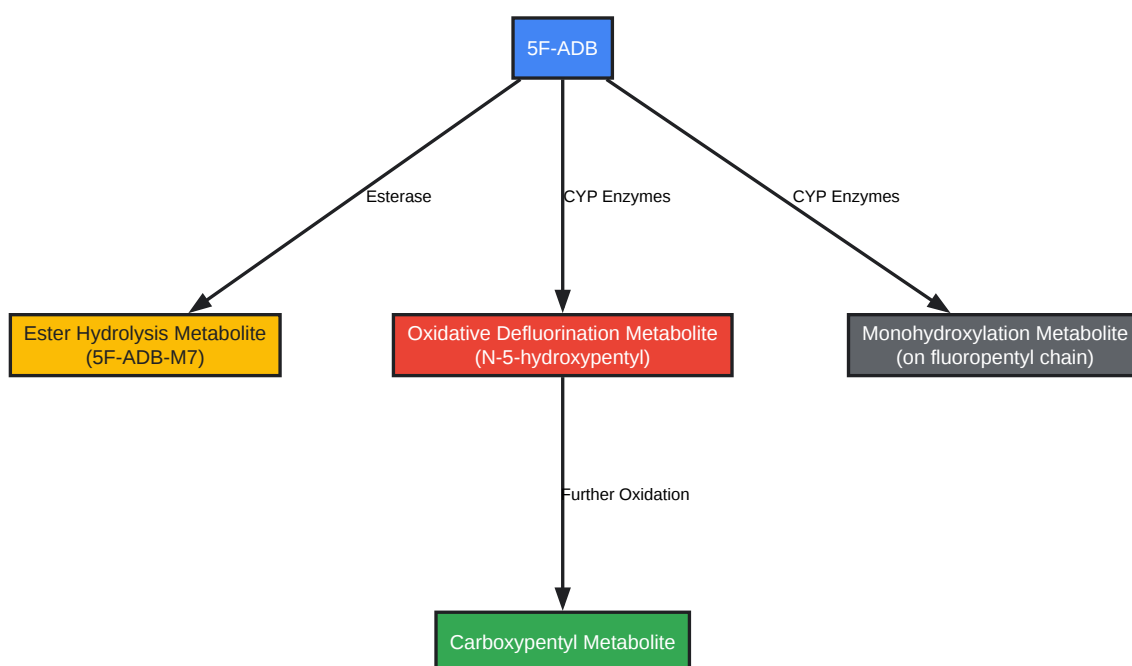 5F-ADB
Esterase
CYP Enzymes
CYP Enzymes
Ester Hydrolysis Metabolite
(5F-ADB-M7)
Oxidative Defluorination Metabolite
(N-5-hydroxypentyl)
Monohydroxylation Metabolite
(on fluoropentyl chain)
Further Oxidation
Carboxypentyl Metabolite